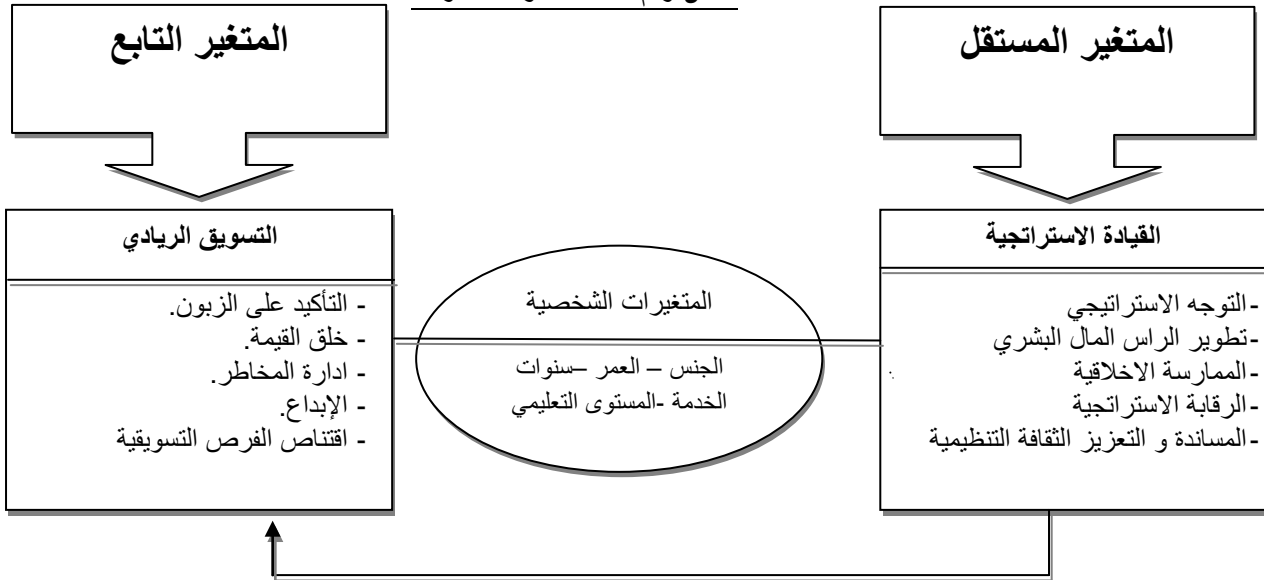 المتغير المستقل
المتغير التابع
القيادة الاستراتجية
-التوجه الاستراتيجي
-تطوير الراس المال البشري
-الممارسة الاخلاقية
-الرقابة الاستراتجية
-المساندة و التعزيز الثقافة التنظيمية
المتغيرات الشخصية
الجنس – العمر –سنوات
الخدمة -المستوى التعليمي
التسويق الريادي
- التأكيد على الزبون.
- خلق القيمة.
- ادارة المخاطر.
- الإبداع.
- اقتناص الفرص التسويقية